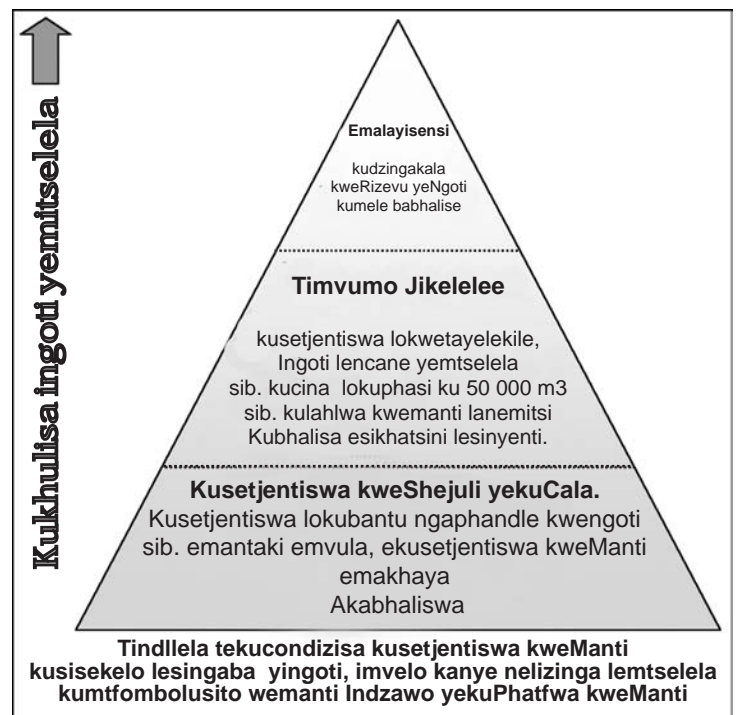 Kukhulisa ingoti yemitselela
Emalayisensi
kudzingakala
kweRizevu yeNgoti
kumele babhalise
Timvumo Jikelelee
kusetjentiswa lokwetayelekile,
Ingoti lencane yemtselela
sib. kucina lokuphasi ku 50 000 m3
sib. kulahlwa kwemanti lanemitsi
Kubhalisa esikhatsini lesinyenti.
Kusetjentiswa kweShejuli yekuCala.
Kusetjentiswa lokubantu ngaphandle kwengoti
sib. emantaki emvula, ekusetjentiswa kweManti
emakhaya
Akabhaliswa
Tindllela tekucondizisa kusetjentiswa kweManti
kusisekelo lesingaba yingoti, imvelo kanye nelizinga lemtselela
kumtfombolusito wemanti Indzawo yekuPhatfwa kweManti